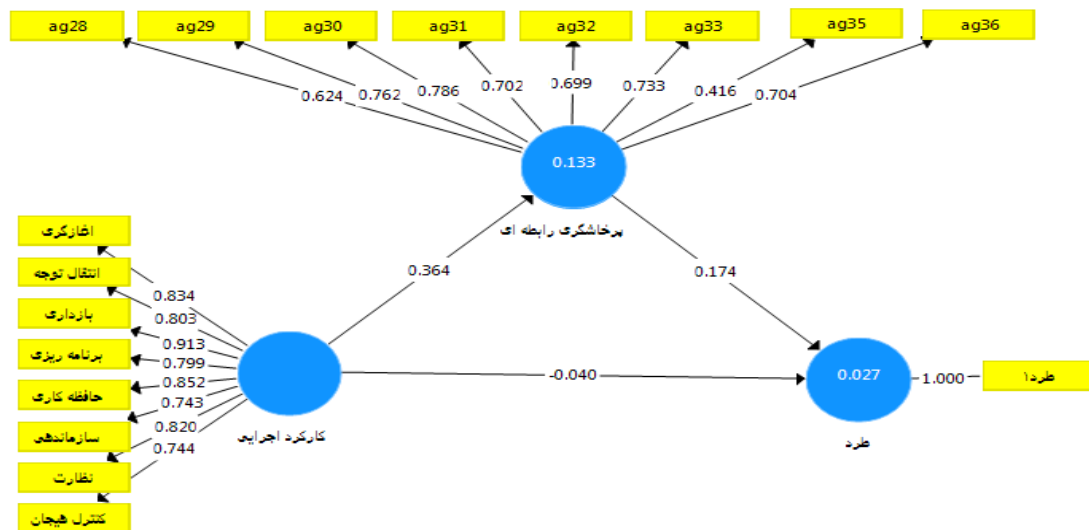 ag28
ag29
ag30
ag31
ag32
ag33
ag35
ag36
0.624
0.762
0.786
0.702
0.699
0.733
0.416
0.704
0.133
پرخاشگری رابطه ای
اغازگری
انتقال توجه
بازداری
برنامه ریزی
حافظه کاری
سازماندهی
نظارت
کنترل هیجان
0.834
0.803
0.913
0.799
0.852
0.743
0.820
0.744
کارکرد اجرایی
0.364
0.174
-0.040
0.027
طرد
1.000
طرد۱